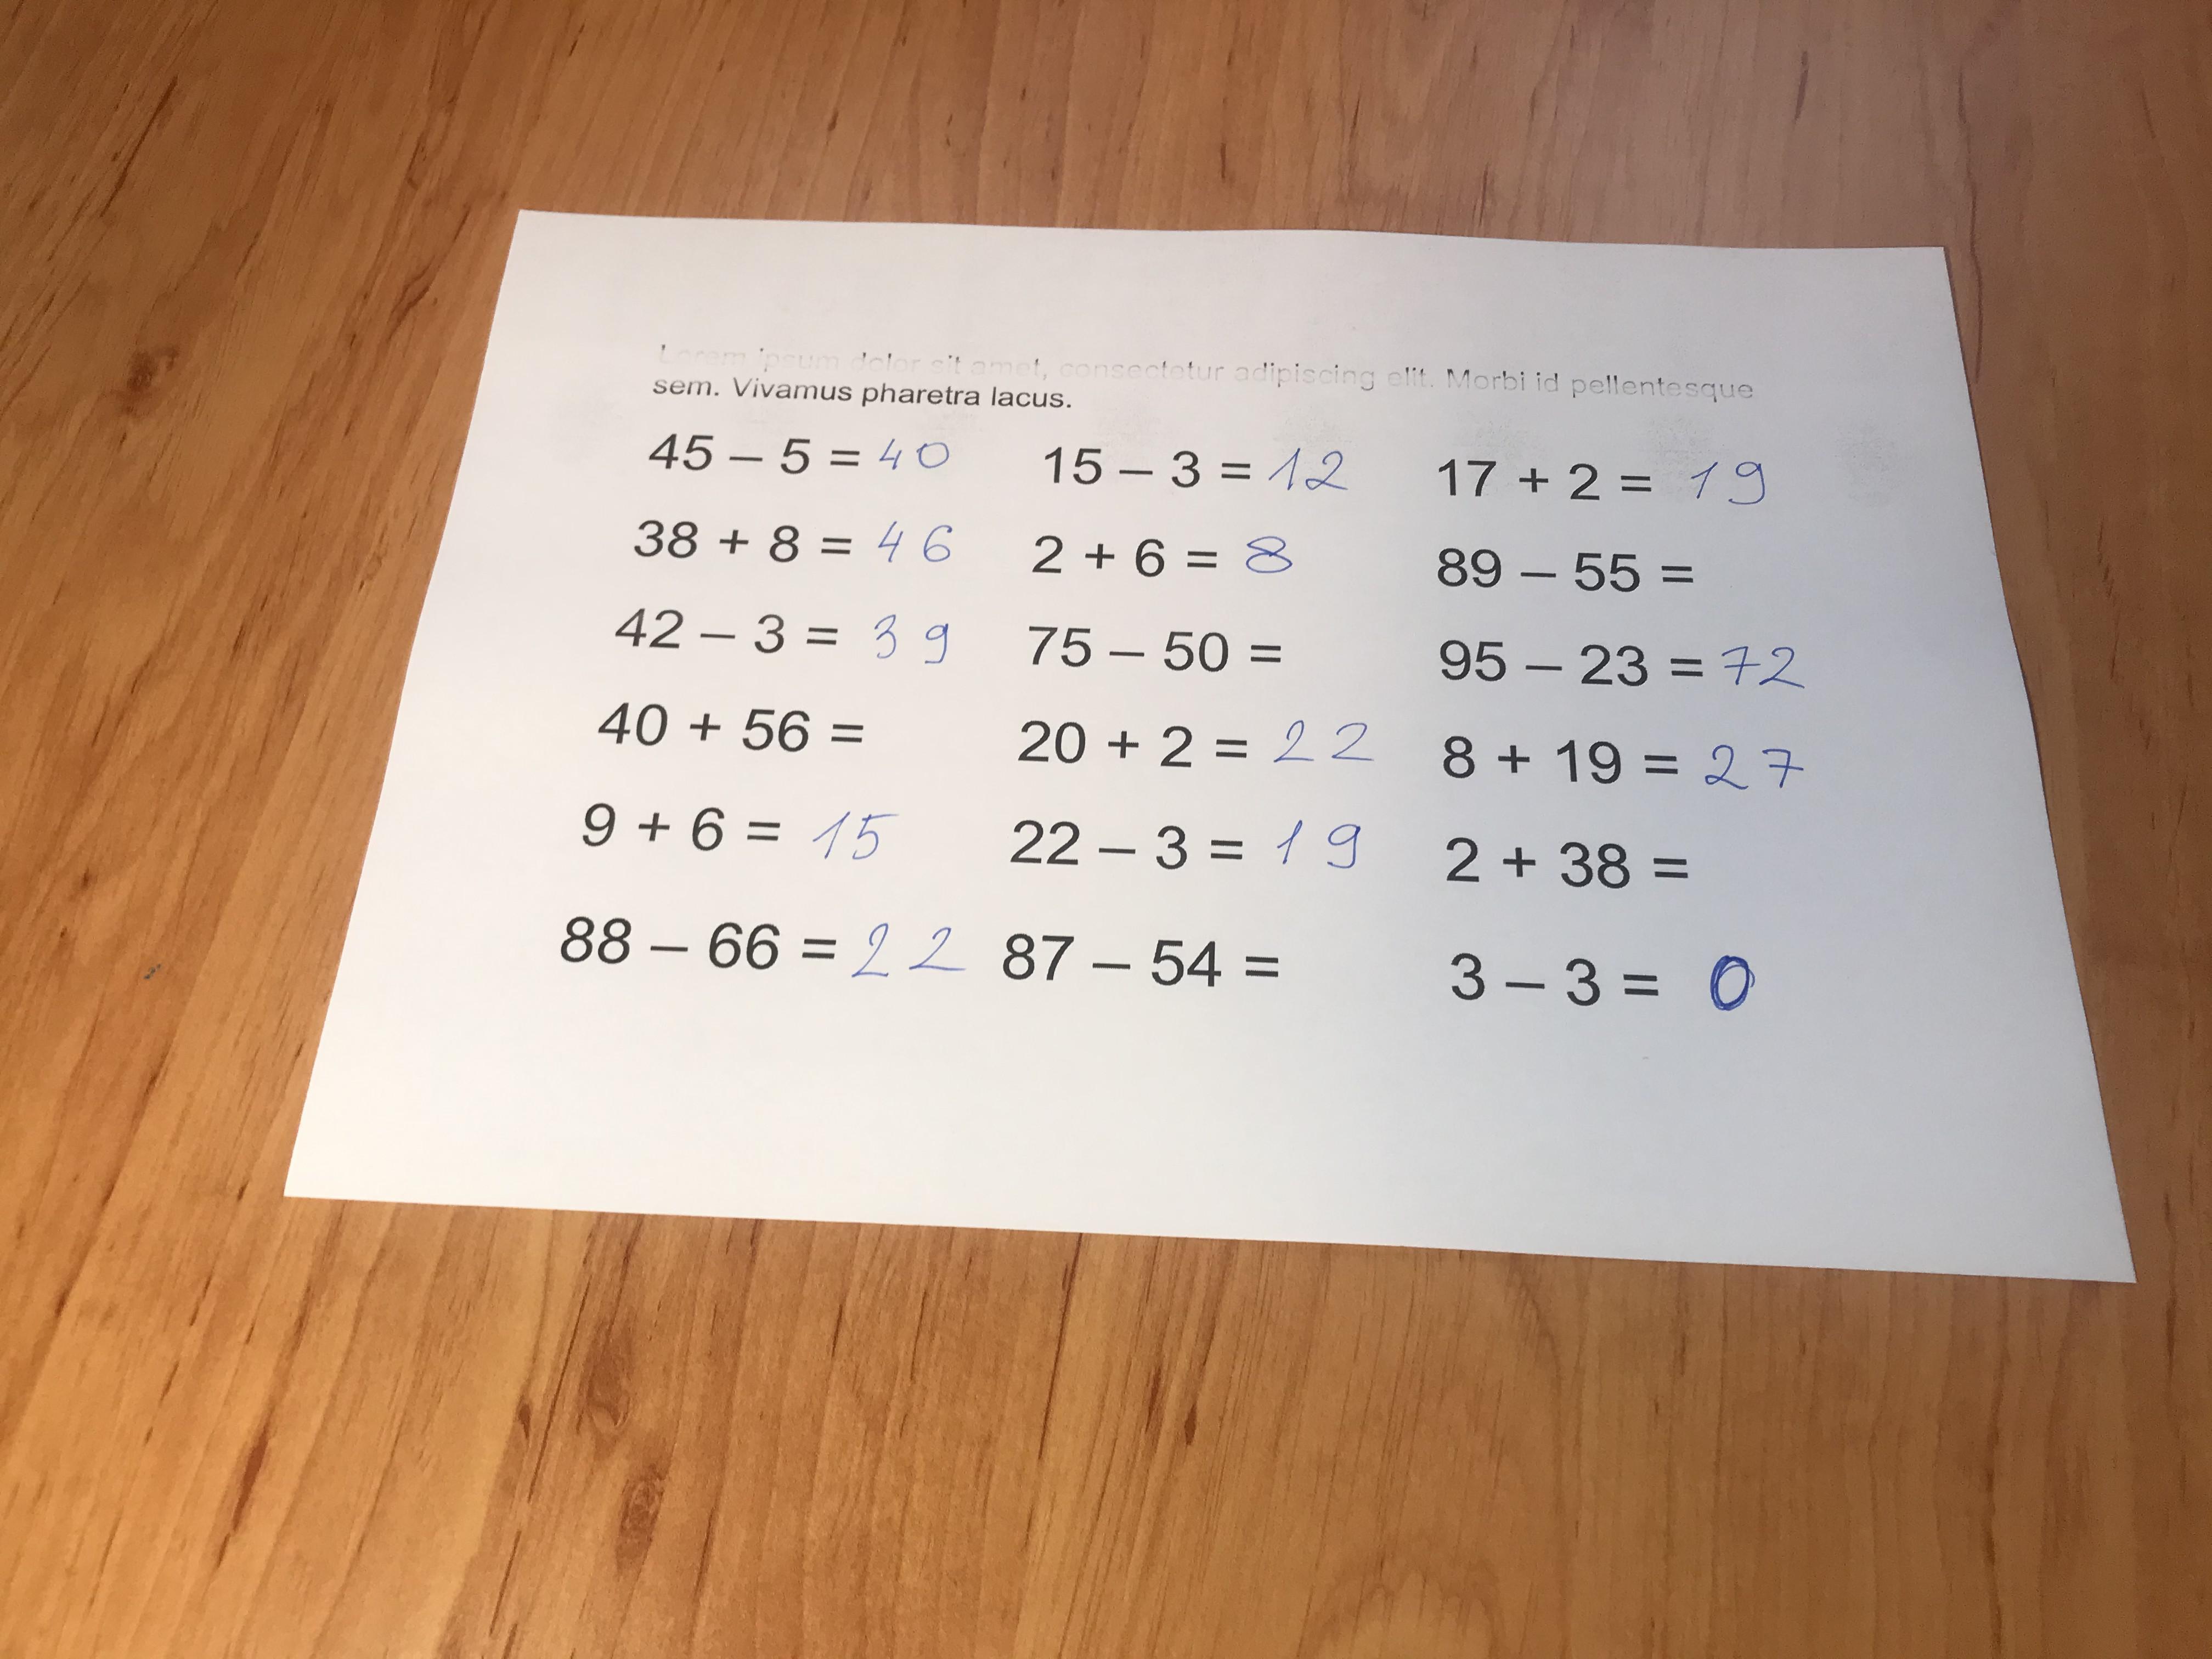 Lorem ipsum dolor sit amet, consectetur adipiscing elit. Morbi id pellentesque
sem. Vivamus pharetra lacus.
45 – 5 = 40 15 – 3 = 12 17 + 2 = 19
38 + 8 = 46 2 + 6 = 8 89 – 55 =
42 – 3 = 39 75 – 50 = 95 – 23 = 72
40 + 56 = 20 + 2 = 22 8 + 19 = 27
9 + 6 = 15 22 – 3 = 19 2 + 38 =
88 – 66 = 22 87 – 54 = 3 – 3 = 0